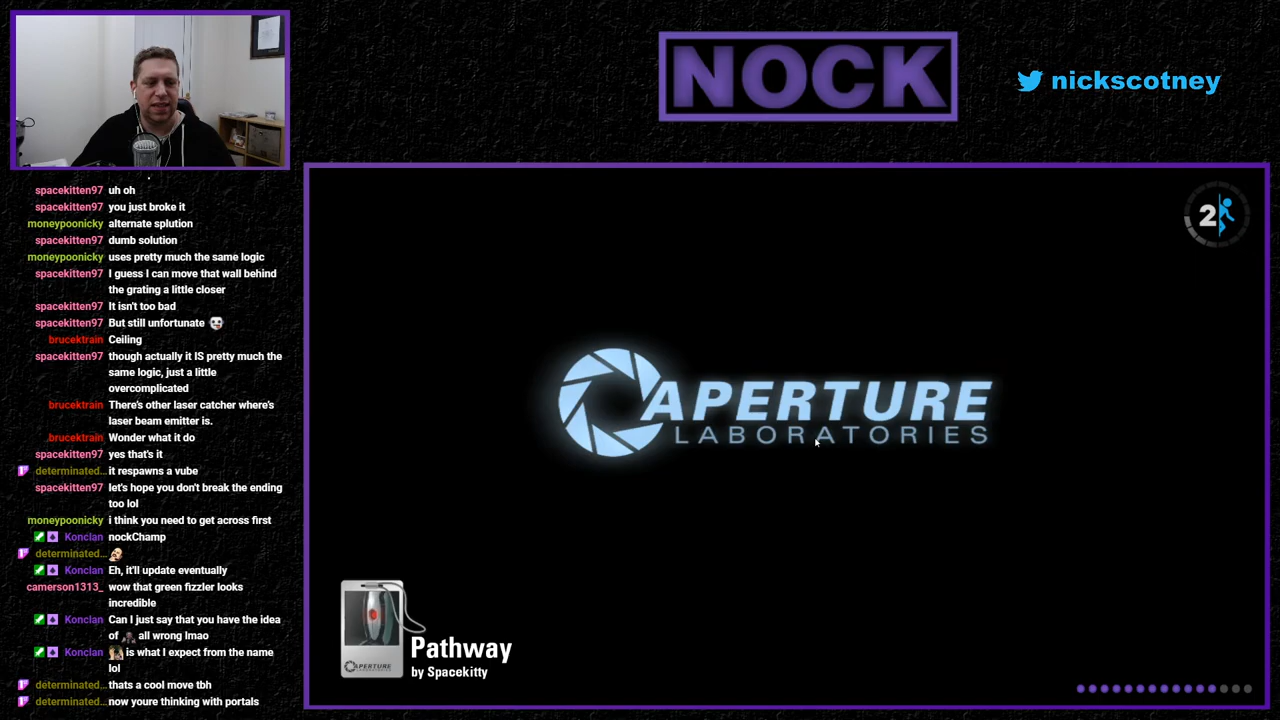 NOCK
nickscotney
spacekitten97 uh oh
spacekitten97 you just broke it
moneypoonicky alternate splution
spacekitten97 dumb solution
moneypoonicky uses pretty much the same logic
spacekitten97 I guess I can move that wall behind
the grating a little closer
spacekitten97 It isn't too bad
spacekitten97 But still unfortunate
brucektrain Ceiling
spacekitten97 though actually it IS pretty much the
same logic, just a little
overcomplicated
brucektrain There's other laser catcher where's
laser beam emitter is.
brucektrain Wonder what it do
spacekitten97 yes that's it
determinated... it respawns a vube
spacekitten97 let's hope you don't break the ending
too lol
moneypoonicky i think you need to get across first
Konclan nockChamp
determinated...
Konclan Eh, it'll update eventually
camerson1313_ wow that green fizzler looks
incredible
Konclan Can I just say that you have the idea
of all wrong lmao
Konclan is what I expect from the name
lol
determinated... thats a cool move tbh
determinated... now youre thinking with portals
2
APERTURE
LABORATORIES
APERTURE
Pathway
by Spacekitty